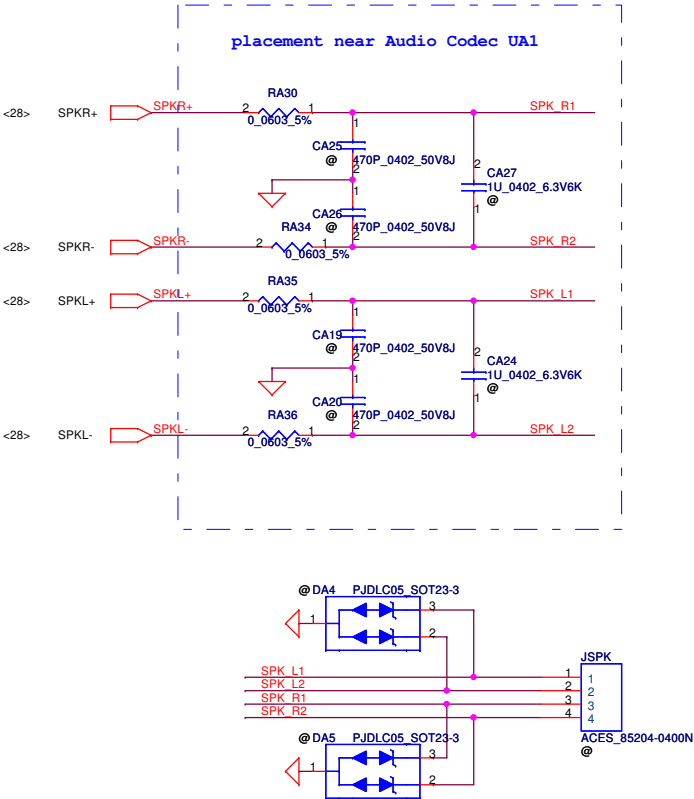 placement near Audio Codec UA1
RA30
<28> SPKR+ SPKR+ 2 1 SPK_R1
0_0603_5%
1
CA25
@ 470P_0402_50V8J
2
2
CA27
1U_0402_6.3V6K
@
1
1
CA26
@ 470P_0402_50V8J
2
RA34
<28> SPKR- SPKR- 2 1 SPK_R2
0_0603_5%
RA35
<28> SPKL+ SPKL+ 2 1 SPK_L1
0_0603_5%
1
CA19
@ 470P_0402_50V8J
2
2
CA24
1U_0402_6.3V6K
@
1
1
CA20
@ 470P_0402_50V8J
2
RA36
<28> SPKL- SPKL- 2 1 SPK_L2
0_0603_5%
@ DA4 PJDLC05_SOT23-3
1 3
2
JSPK
SPK_L1 1 1
SPK_L2 2 2
SPK_R1 3 3
SPK_R2 4 4
ACES_85204-0400N
@
@ DA5 PJDLC05_SOT23-3
1 3
2